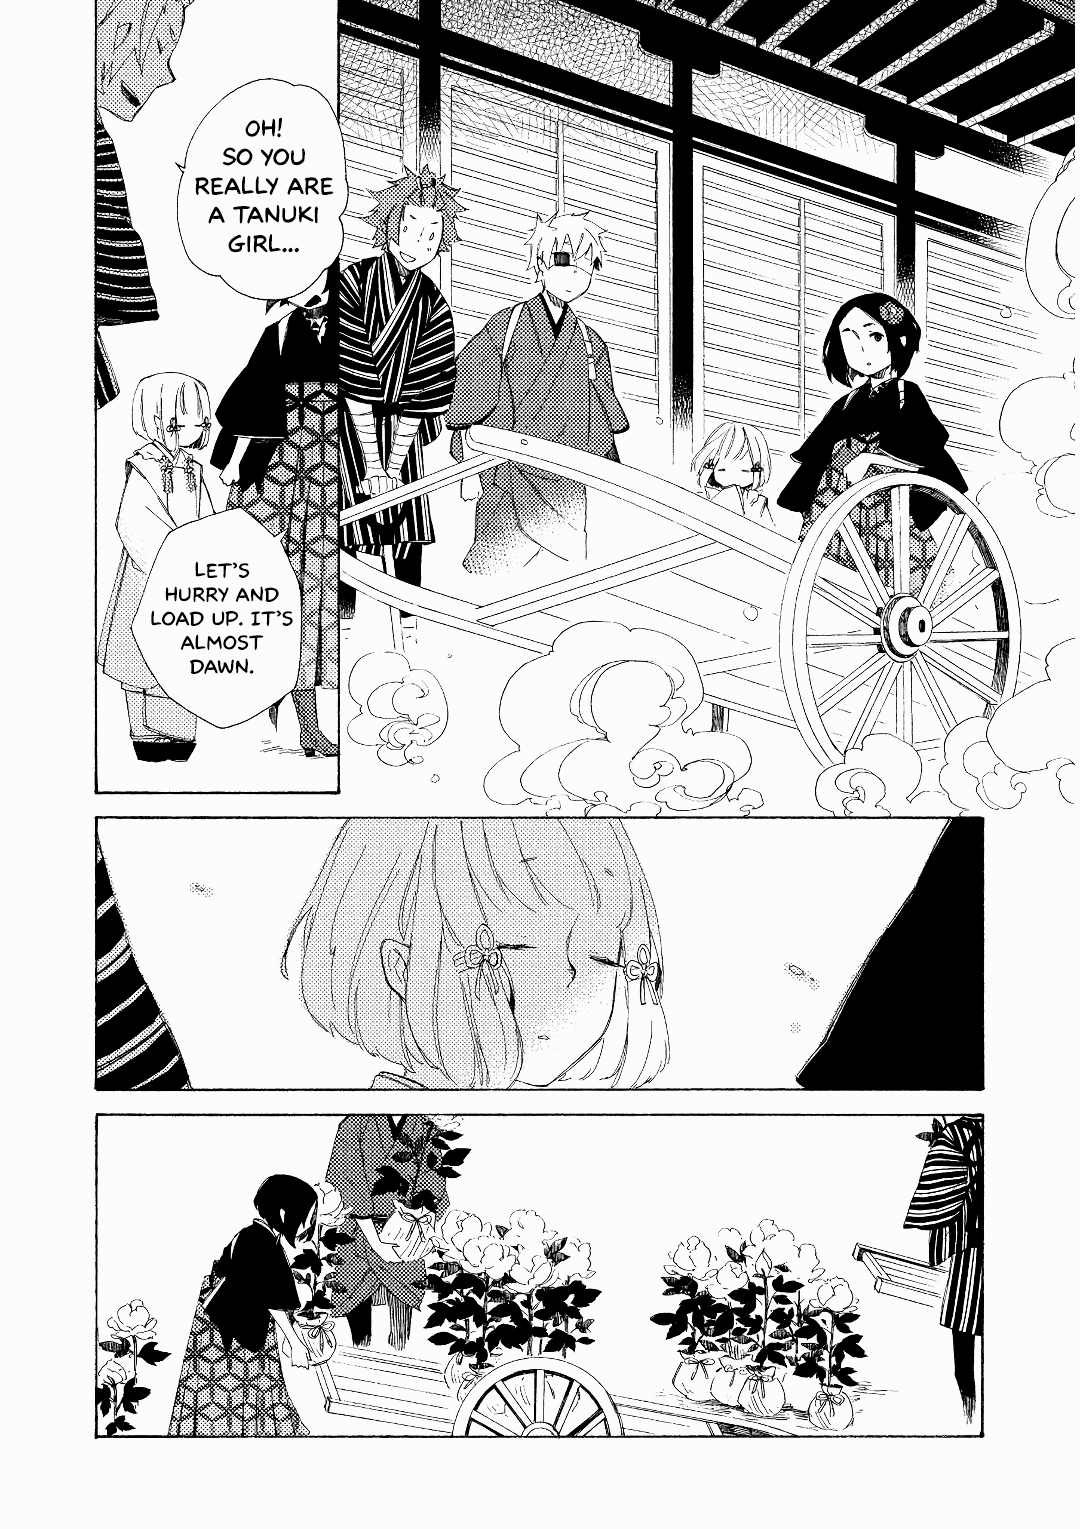 OH!
SO YOU
REALLY ARE
A TANUKI
GIRL...
LET'S
HURRY AND
LOAD UP. IT'S
ALMOST
DAWN.